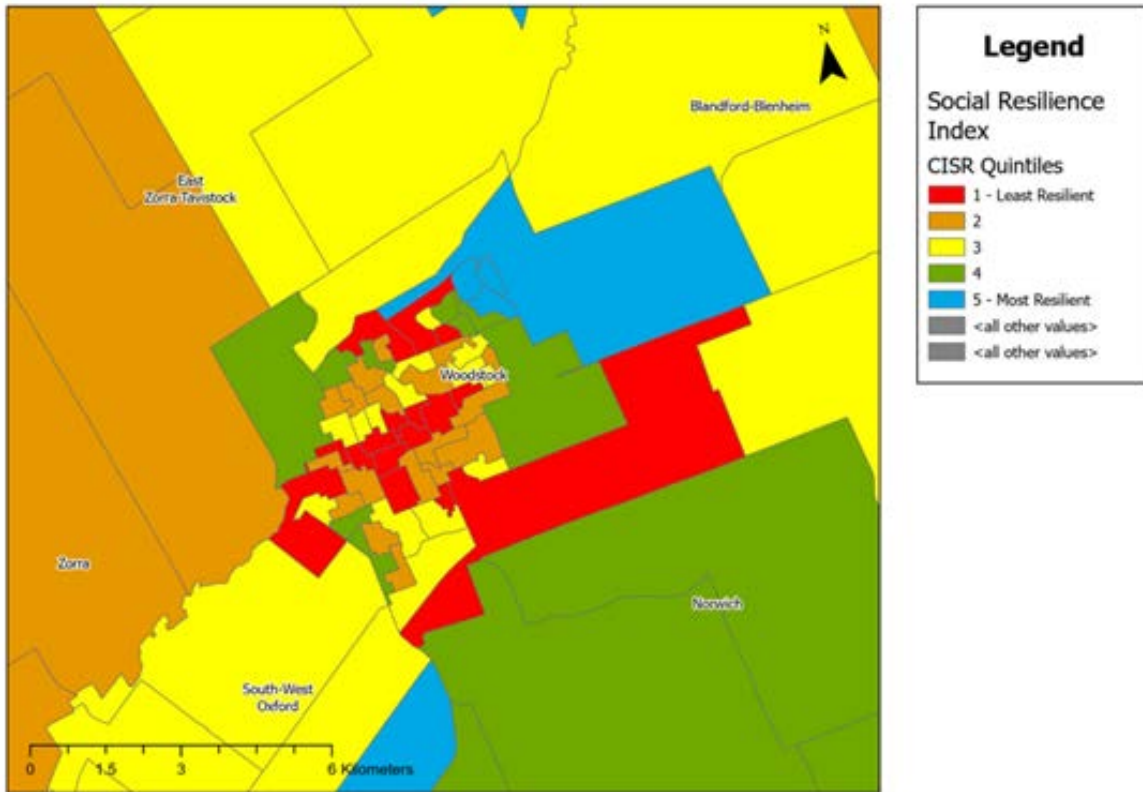 N
Blandford-Blenheim
East
Zorra-Tavistock
Woodstock
Zorra
Norwich
South-West
Oxford
0 1.5 3 6 Kilometers
Legend
Social Resilience
Index
CISR Quintiles
1 - Least Resilient
2
3
4
5 - Most Resilient
<all other values>
<all other values>